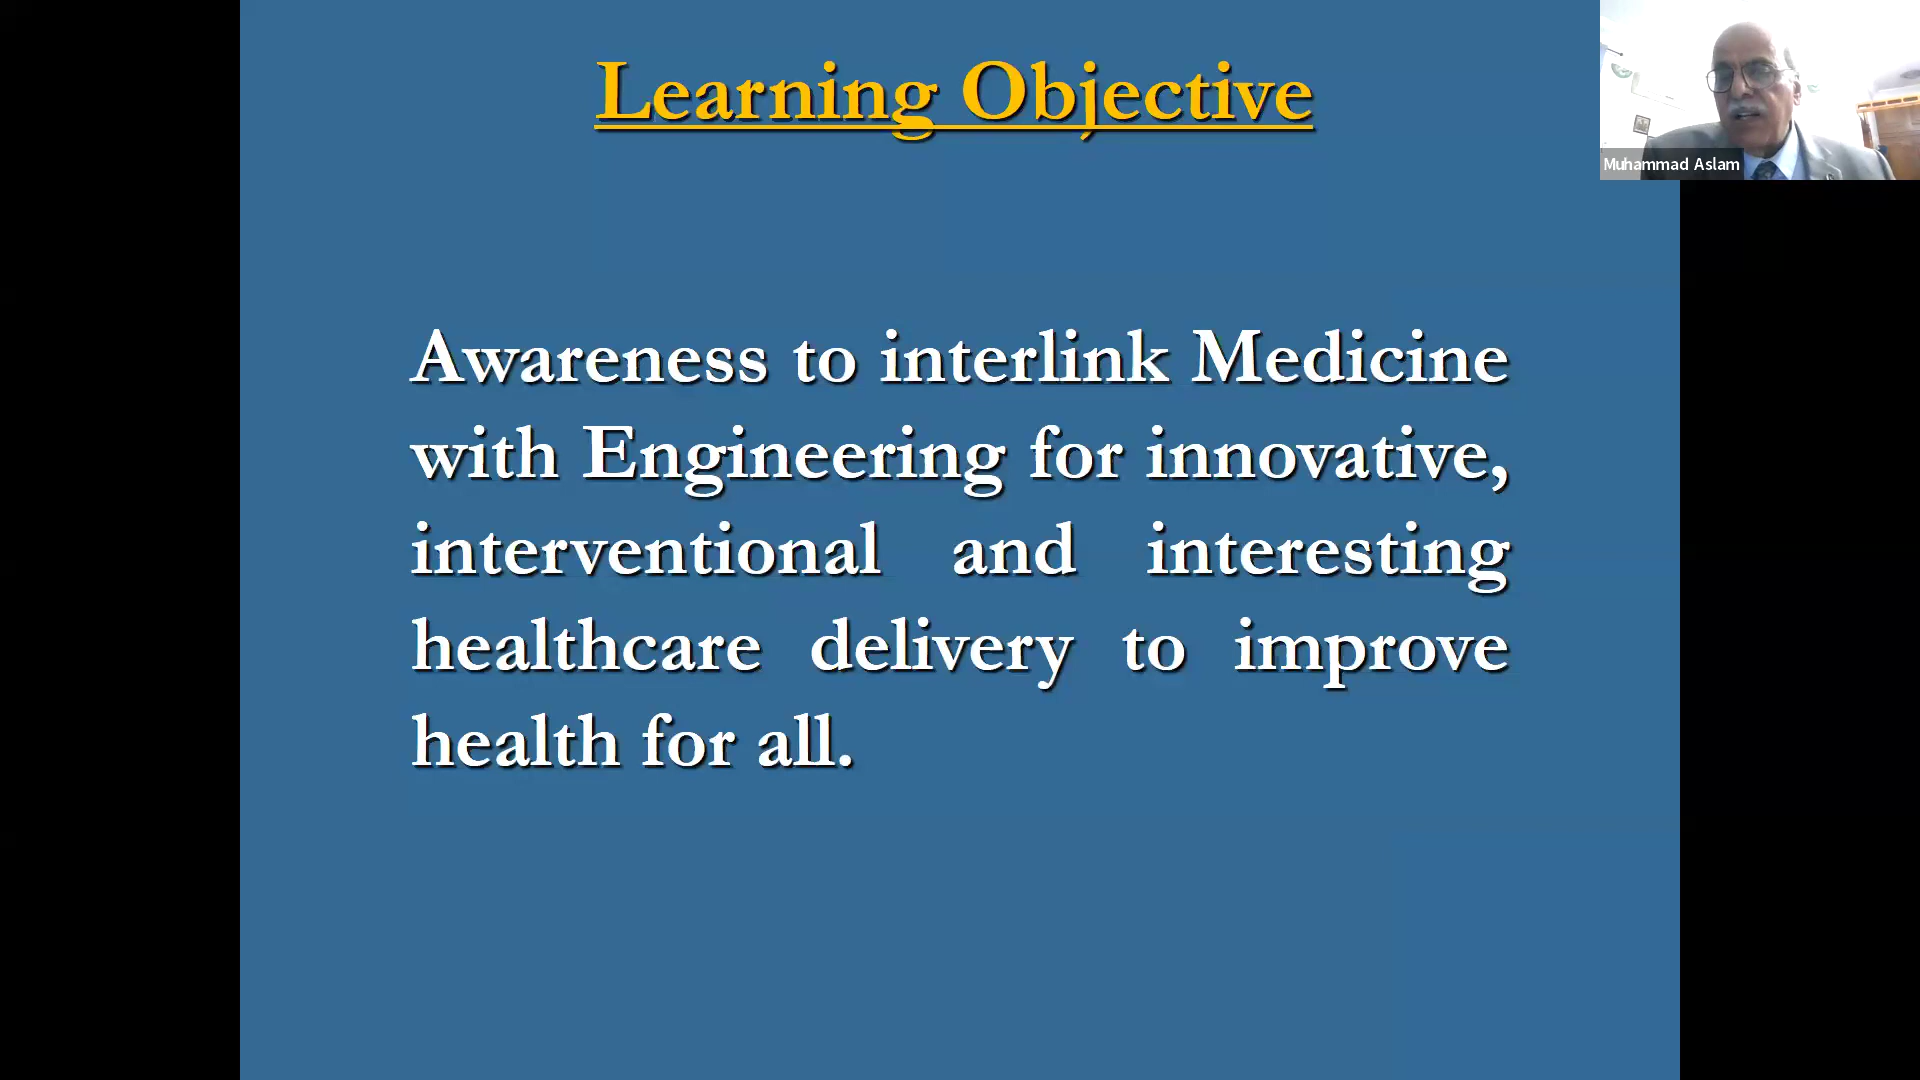 Learning Objective
Muhammad Aslam
Awareness to interlink Medicine
with Engineering for innovative,
interventional and interesting
healthcare delivery to improve
health for all.